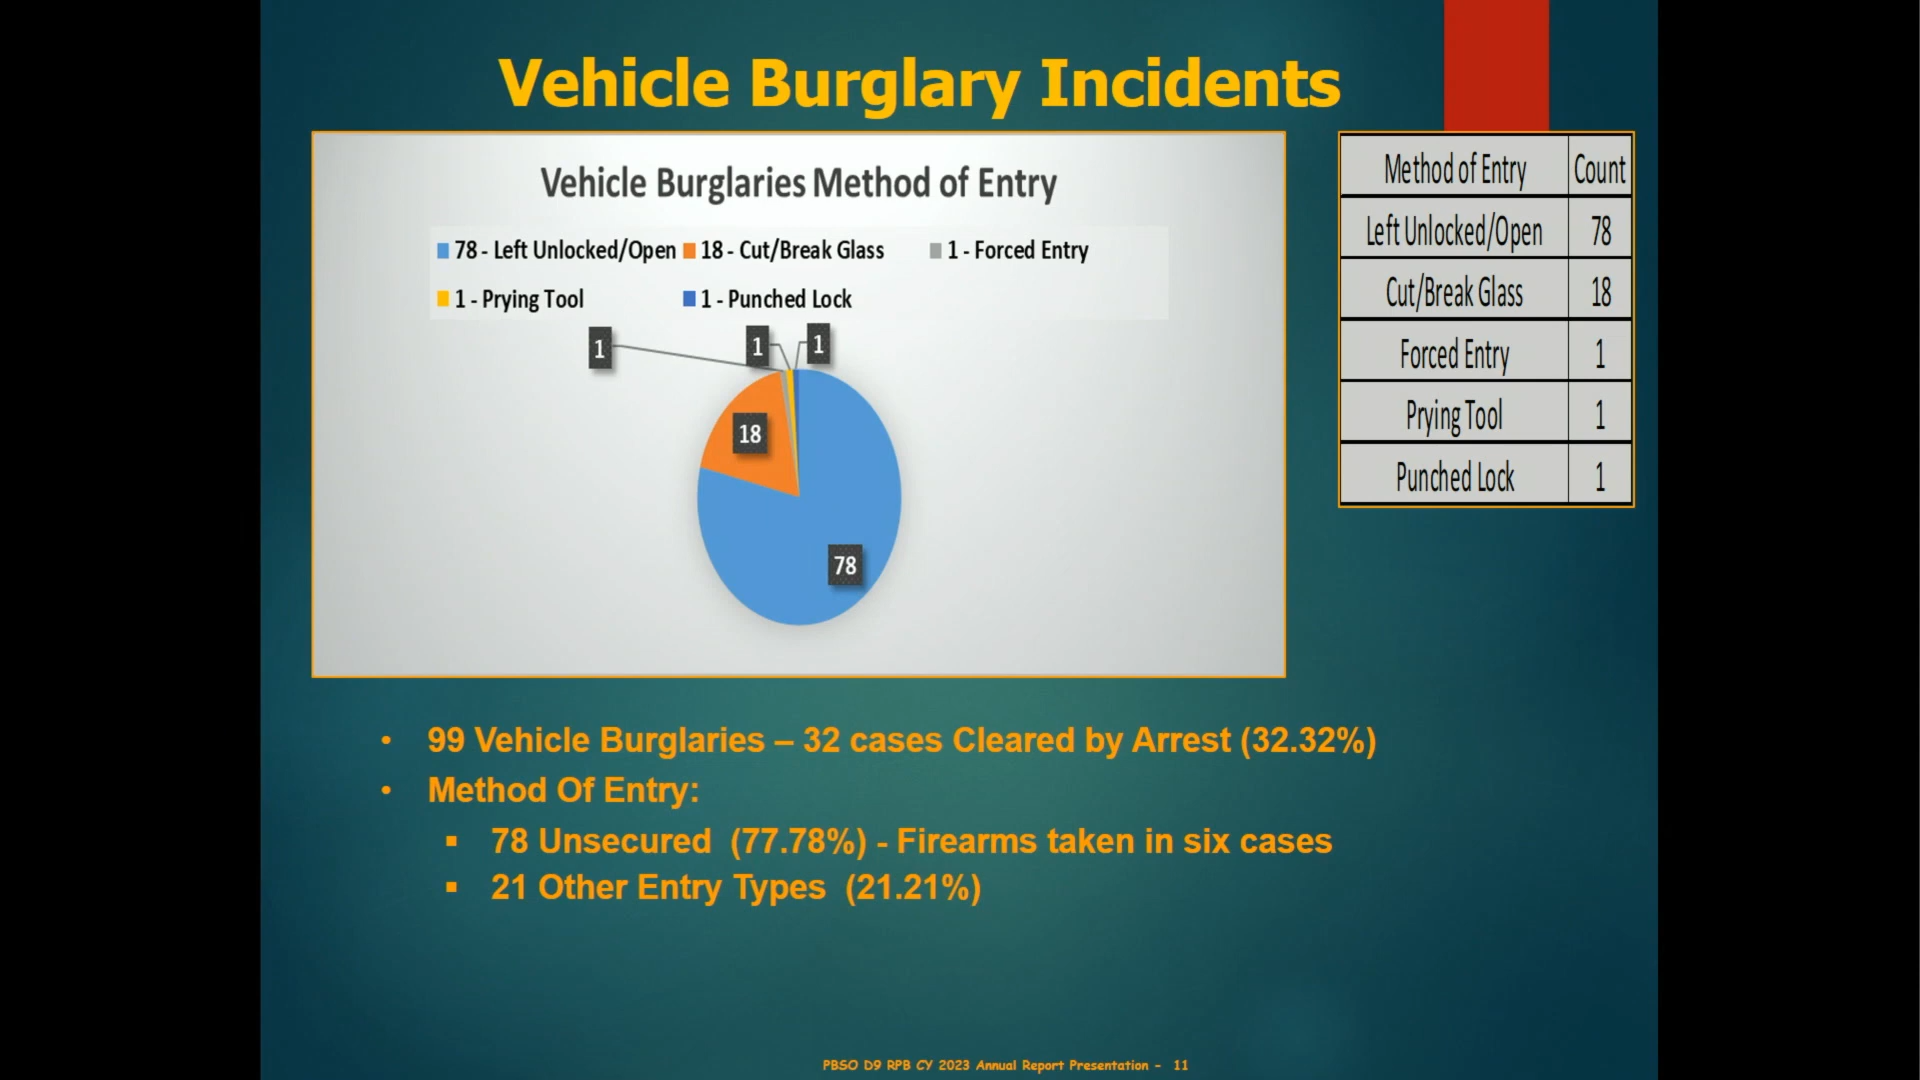 Vehicle Burglary Incidents
Vehicle Burglaries Method of Entry
78 - Left Unlocked/Open 18 - Cut/Break Glass 1 - Forced Entry
1 - Prying Tool 1 - Punched Lock
1 1 1
18
78
Method of Entry Count
Left Unlocked/Open 78
Cut/Break Glass 18
Forced Entry 1
Prying Tool 1
Punched Lock 1
• 99 Vehicle Burglaries – 32 cases Cleared by Arrest (32.32%)
• Method Of Entry:
▪ 78 Unsecured (77.78%) - Firearms taken in six cases
▪ 21 Other Entry Types (21.21%)
PBSO D9 RPB CY 2023 Annual Report Presentation - 11